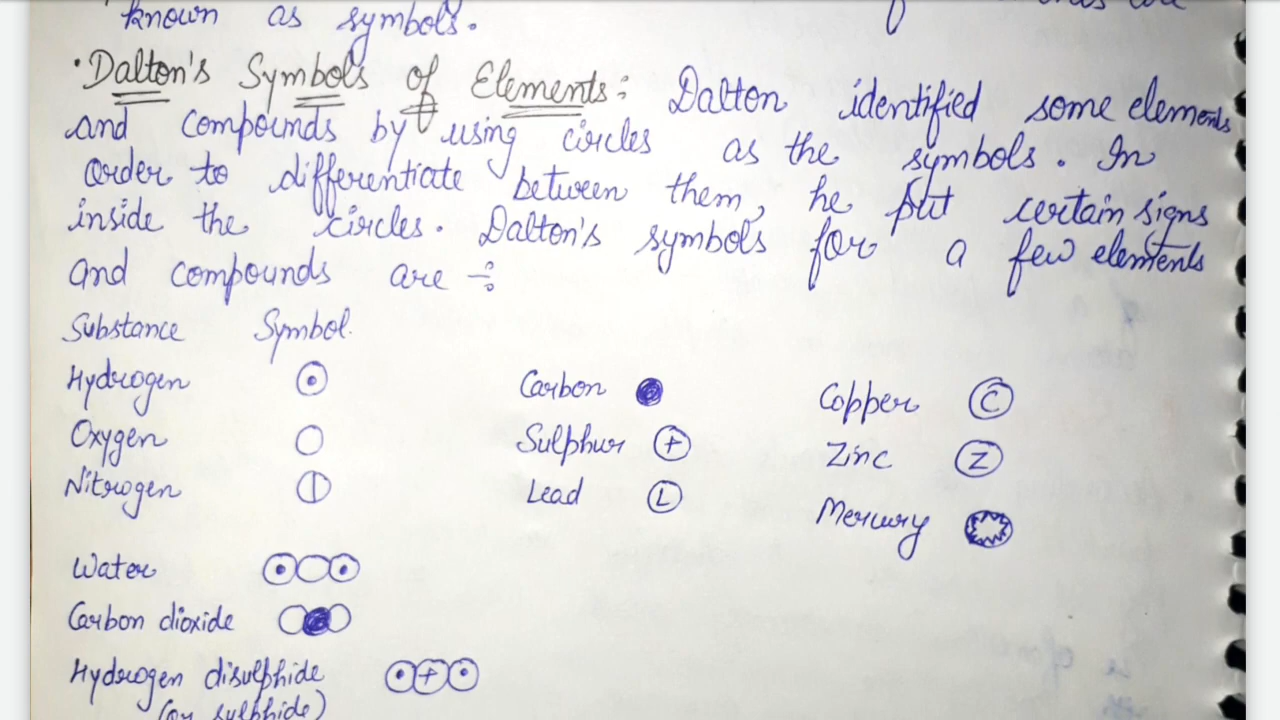 known as symbols.
• Dalton's Symbols of Elements: Dalton identified some elements
and compounds by using circles as the symbols. In
order to differentiate between them, he put certain signs
inside the circles. Dalton's symbols for a few elements
and compounds are ÷
Substance Symbol.
Hydrogen Carbon Copper C
Oxygen Sulphur + Zinc Z
Nitrogen Lead L Mercury
Water
Carbon dioxide
Hydrogen disulphide +
(or sulphide)